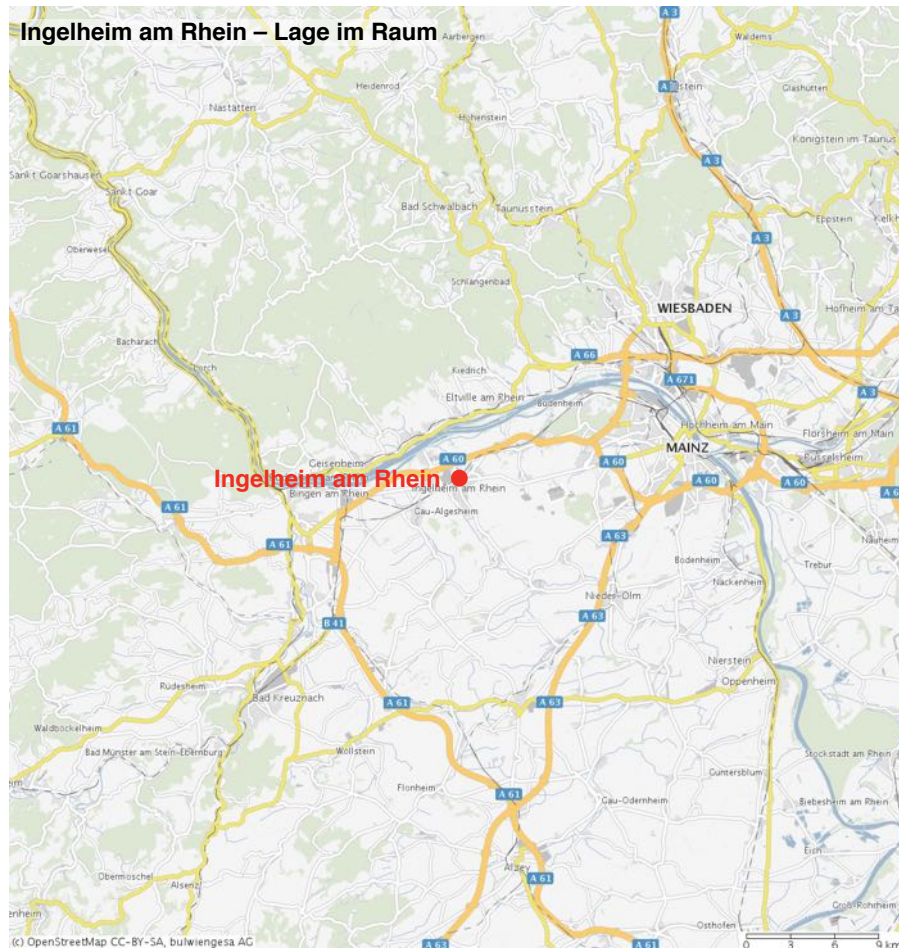 Ingelheim am Rhein – Lage im Raum
A 3
Aarbergen
Waldems
Heidenrod
A 3
Glashütten
Nastätten
Hohenstein
Königstein im Taunus
A 3
Sankt Goarshausen
Sankt Goar
Bad Schwalbach
Taunusstein
Eppstein
A 3
Oberwesel
Schlangenbad
WIESBADEN
Hofheim am Ta
A 3
Bacharach
A 66
Lorch
Kiedrich
A 671
A 3
Eltville am Rhein
Budenheim
A 61
Hochheim am Main
Flörsheim am Main
MAINZ
Rüsselsheim
Geisenheim
A 60
A 60
Ingelheim am Rhein
A 60
A 60
Ingelheim am Rhein
Bingen am Rhein
A 61
Gau-Algesheim
A 63
Nauheim
A 61
Bodenheim
Trebur
Nackenheim
Nieder-Olm
A 63
B 41
Nierstein
Oppenheim
Rüdesheim
Bad Kreuznach
A 61
A 63
Waldböckelheim
Bad Münster am Stein-Ebernburg
Wöllstein
Stockstadt am Rhein
Guntersblum
Flonheim
A 61
Gau-Odernheim
Biebesheim am Rhein
Eich
Alzey
Obermoschel
Alsenz
A 61
Groß-Rohrheim
Osthofen
A 63
(c) OpenStreetMap CC-BY-SA, bulwiengesa AG
0 3 6 9 km